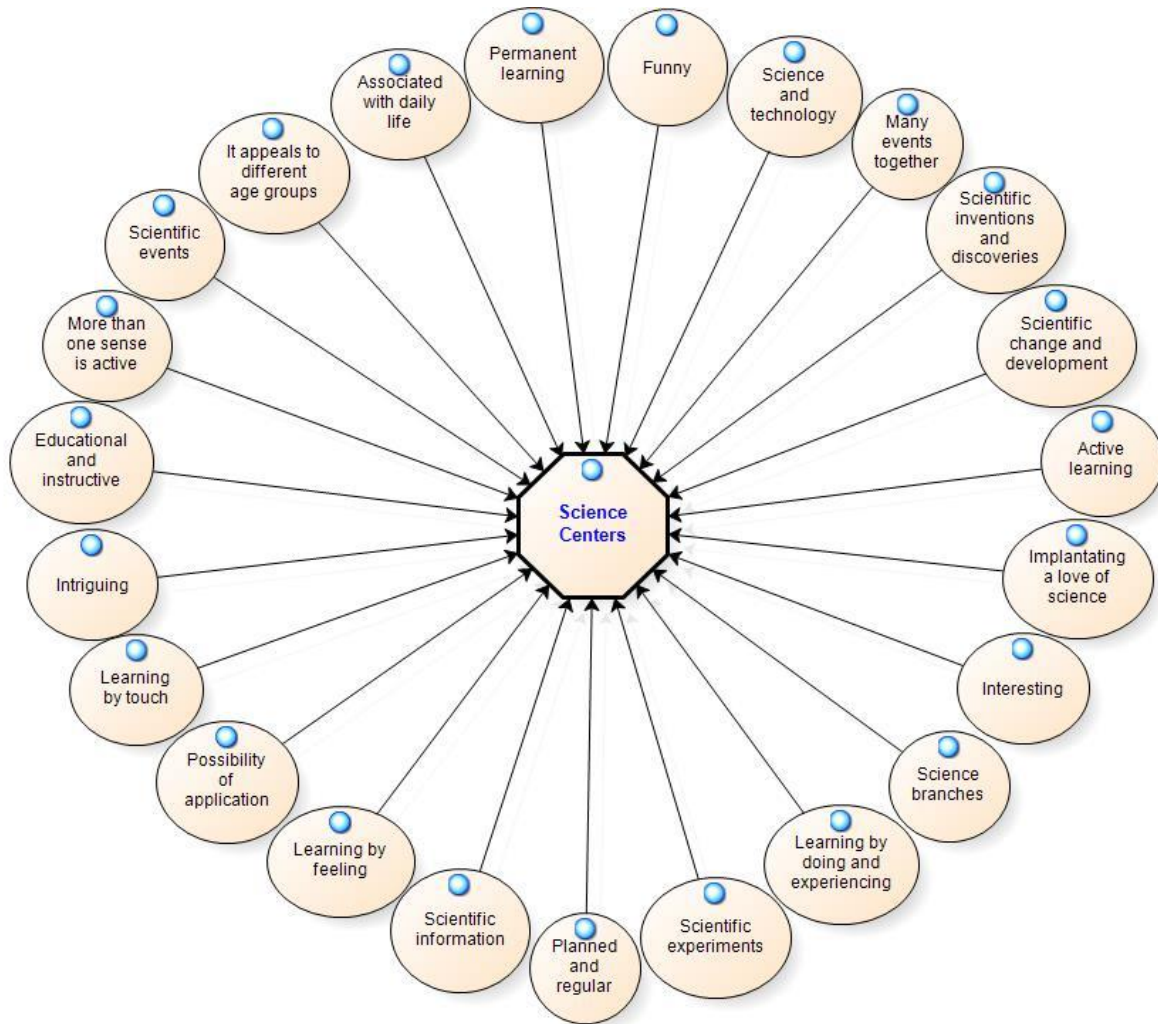 Permanent
learning
Funny
Science
and
technology
Many
events
together
Scientific
inventions
and
discoveries
Scientific
change and
development
Active
learning
Implantating
a love of
science
Interesting
Science
branches
Learning by
doing and
experiencing
Scientific
experiments
Planned
and
regular
Scientific
information
Learning by
feeling
Possibility
of
application
Learning
by touch
Intriguing
Educational
and
instructive
More than
one sense
is active
Scientific
events
It appeals to
different
age groups
Associated
with daily
life
Science
Centers